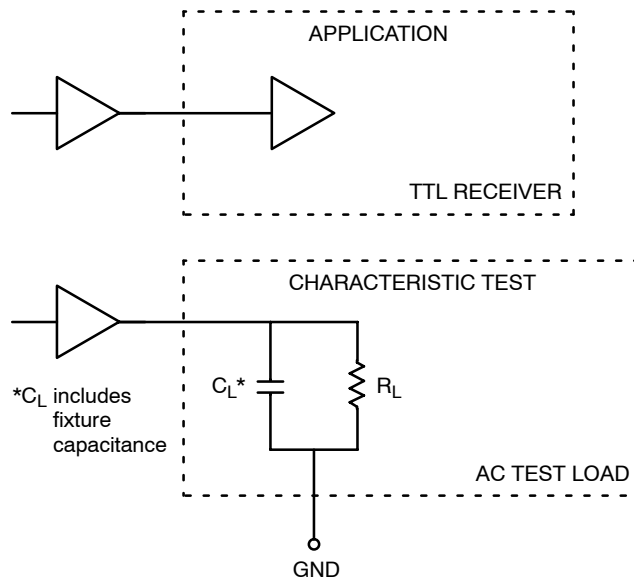 APPLICATION
TTL RECEIVER
CHARACTERISTIC TEST
*CL includes
fixture
capacitance
CL*
RL
AC TEST LOAD
GND